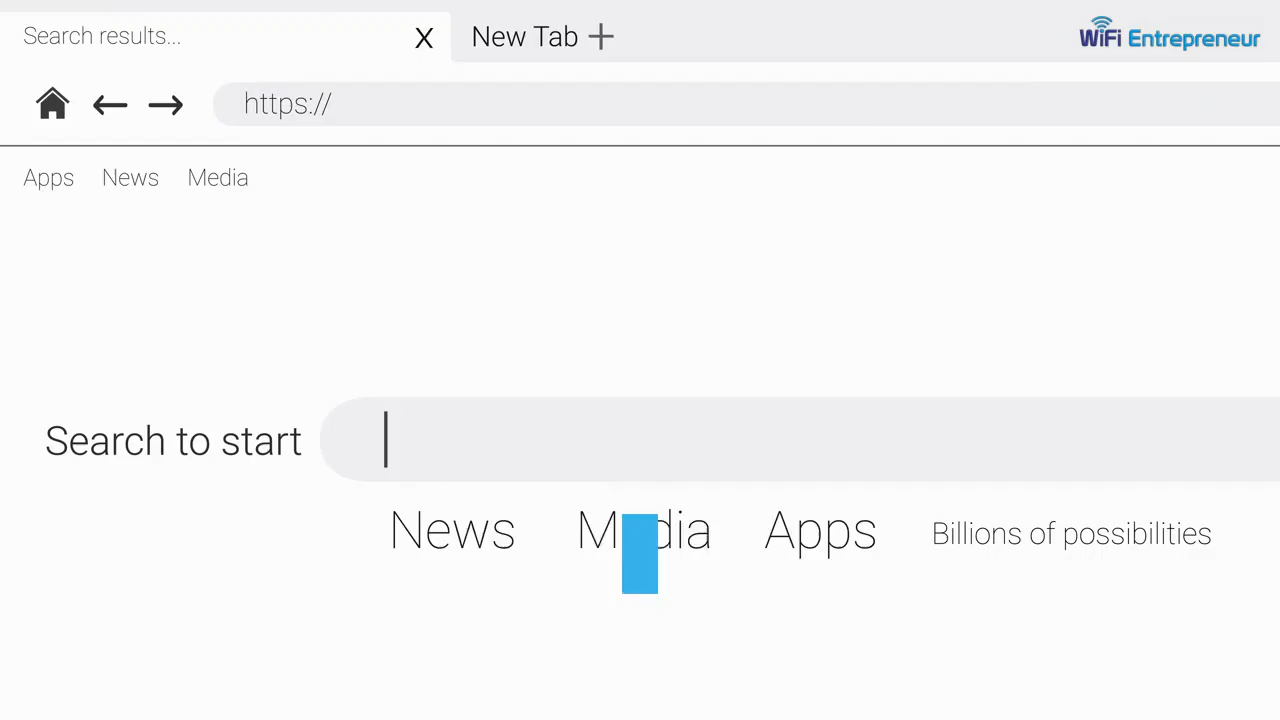 Search results...
X
New Tab +
WiFi Entrepreneur
https://
Apps News Media
Search to start
News Apps Billions of possibilities